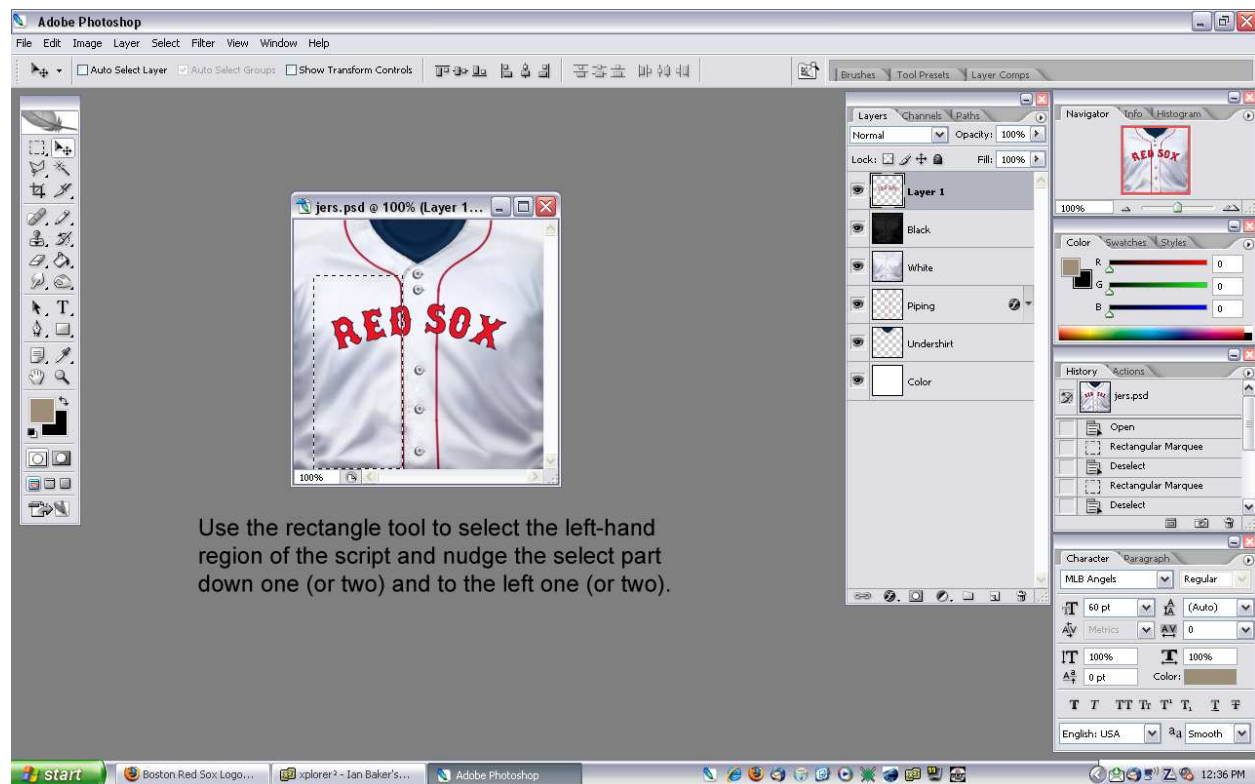 Adobe Photoshop
File Edit Image Layer Select Filter View Window Help
Auto Select Layer Auto Select Groups Show Transform Controls
Brushes Tool Presets Layer Comps
Layers Channels Paths
Normal Opacity: 100%
Lock: Fill: 100%
Layer 1
Black
White
Piping
Undershirt
Color
Navigator Info Histogram
RED SOX
100%
Color Swatches Styles
R 0
G 0
B 0
History Actions
jers.psd
Open
Rectangular Marquee
Deselect
Rectangular Marquee
Deselect
Character Paragraph
MLB Angels Regular
60 pt (Auto)
Metrics 0
100% 100%
0 pt Color:
T T TT Tr T¹ T₁ T T
English: USA aa Smooth
jers.psd @ 100% (Layer 1...
RED SOX
100%
Use the rectangle tool to select the left-hand
region of the script and nudge the select part
down one (or two) and to the left one (or two).
start Boston Red Sox Logo... xplorer² - Ian Baker's... Adobe Photoshop 12:36 PM